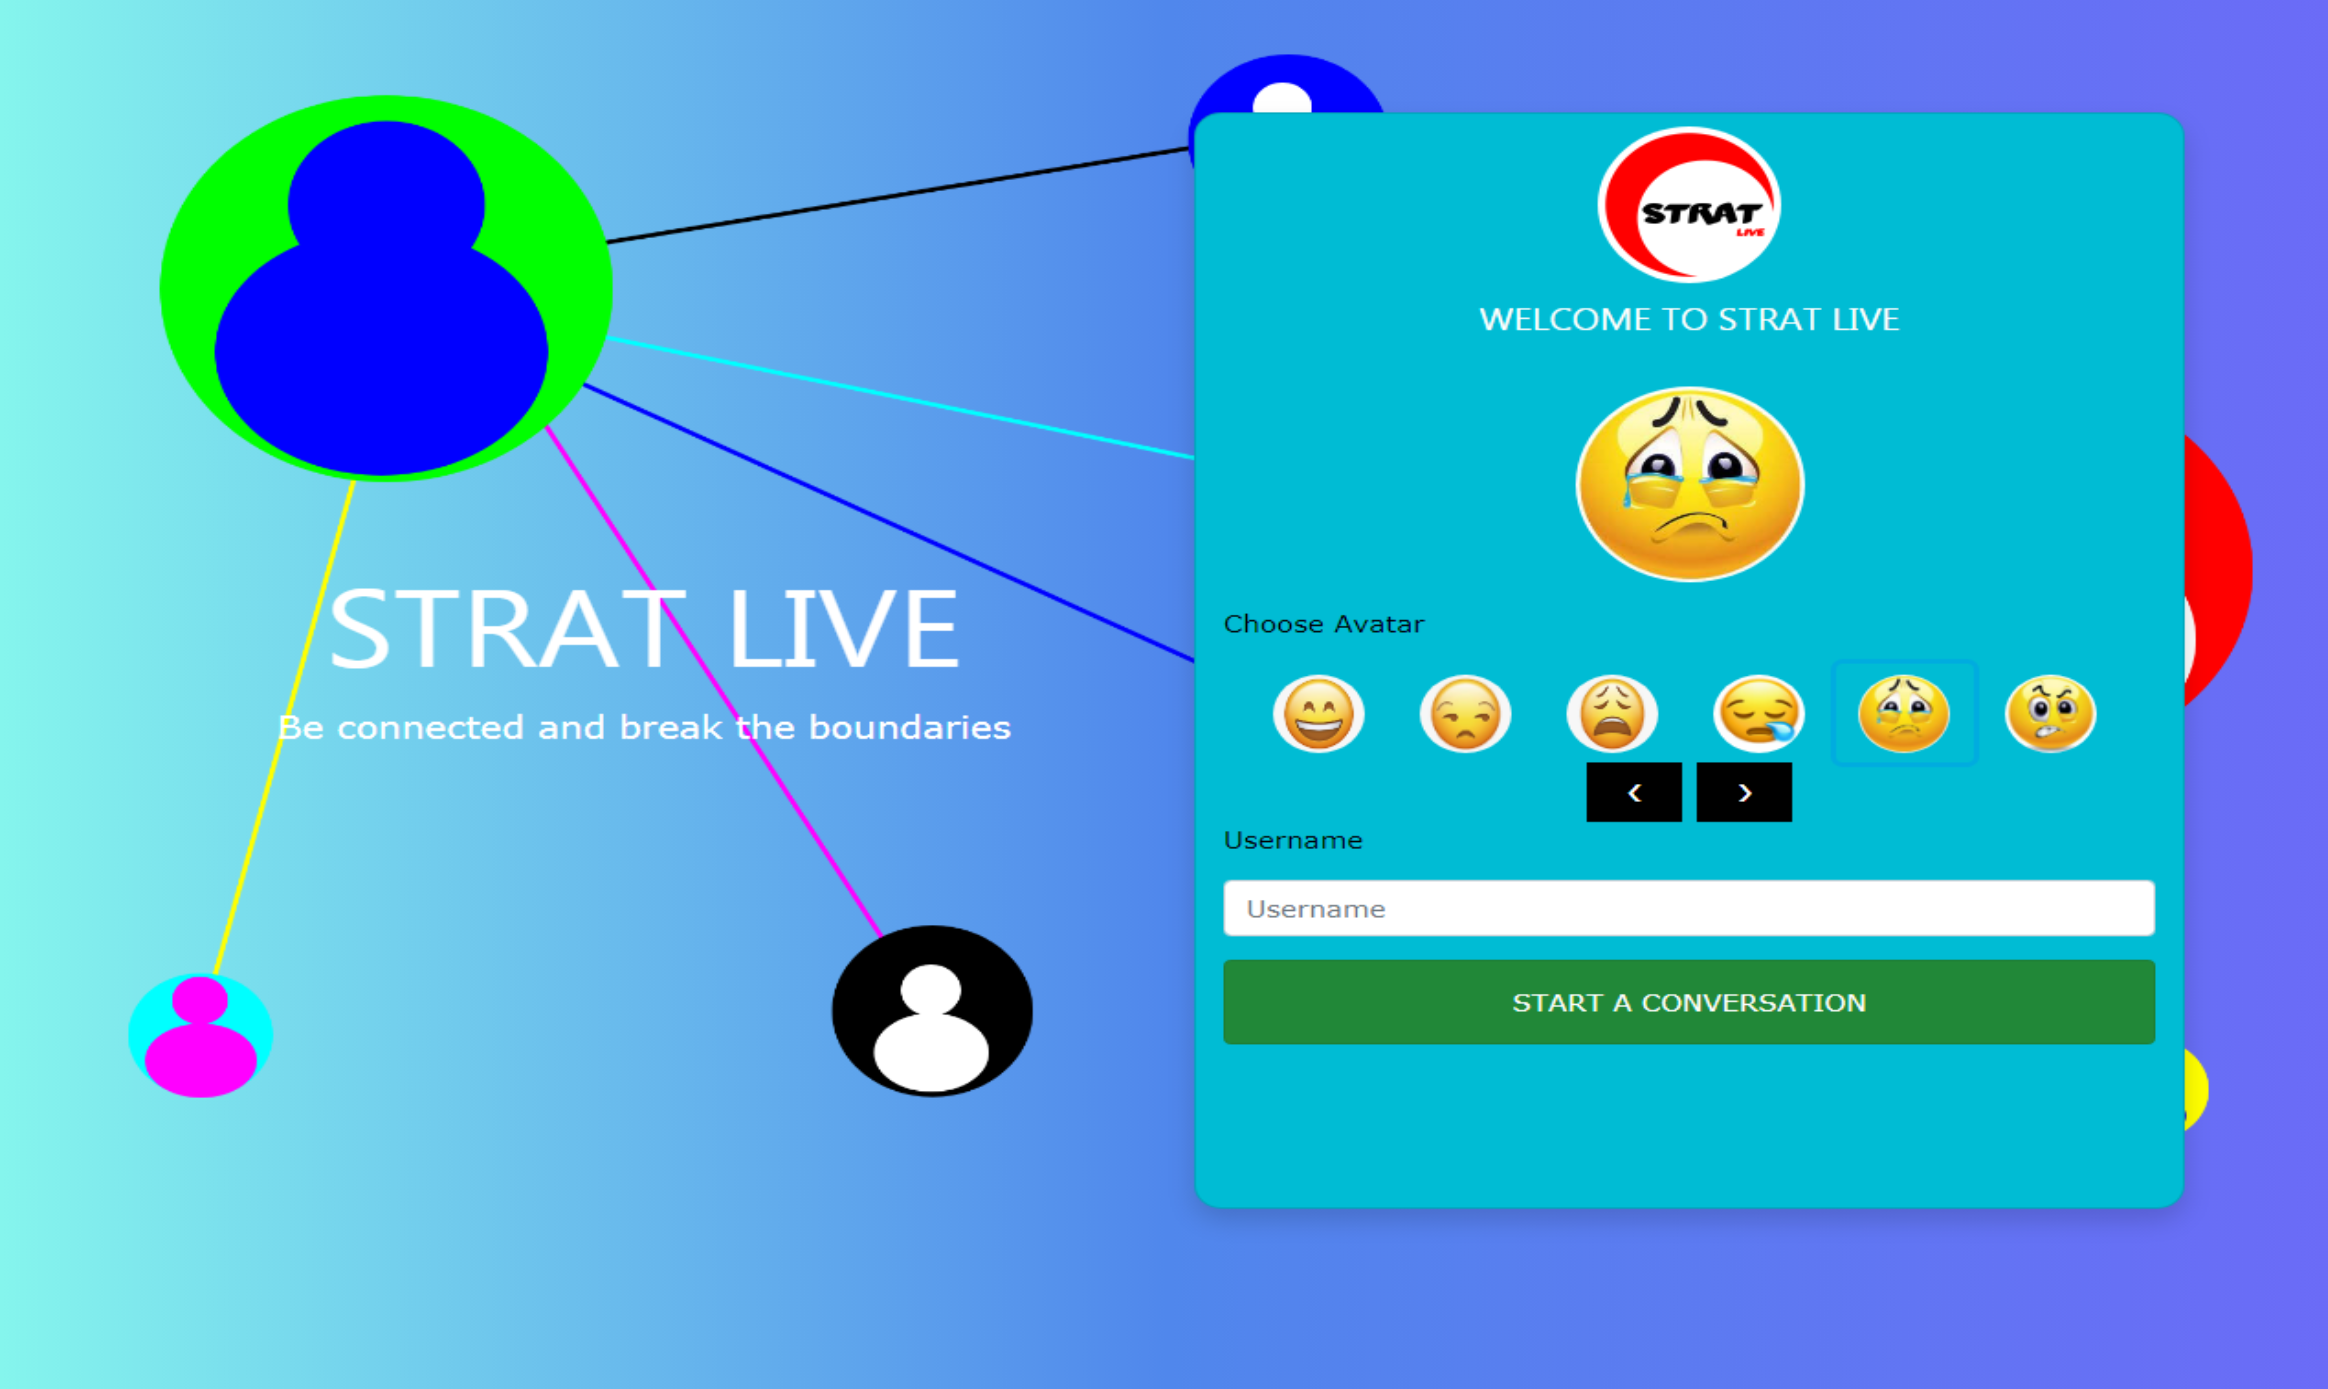 STRAT LIVE
Be connected and break the boundaries
STRAT
LIVE
WELCOME TO STRAT LIVE
Choose Avatar
‹ ›
Username
Username
START A CONVERSATION